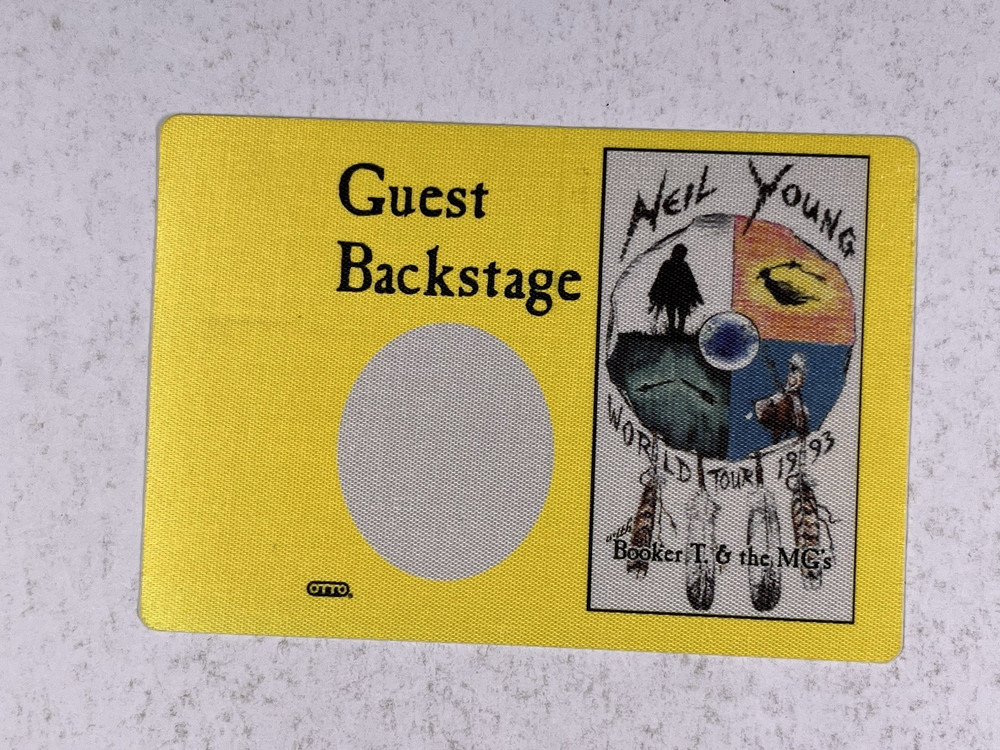 Guest
Backstage
OTTO
NEIL YOUNG
WORLD TOUR 1993
with
Booker T. & the MG's